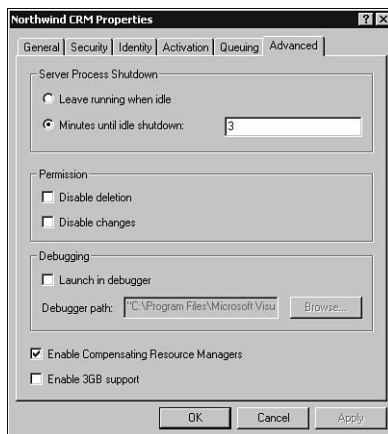 Northwind CRM Properties
General Security Identity Activation Queuing Advanced
Server Process Shutdown
Leave running when idle
Minutes until idle shutdown: 3
Permission
Disable deletion
Disable changes
Debugging
Launch in debugger
Debugger path: "C:\Program Files\Microsoft Visu Browse...
Enable Compensating Resource Managers
Enable 3GB support
OK Cancel Apply